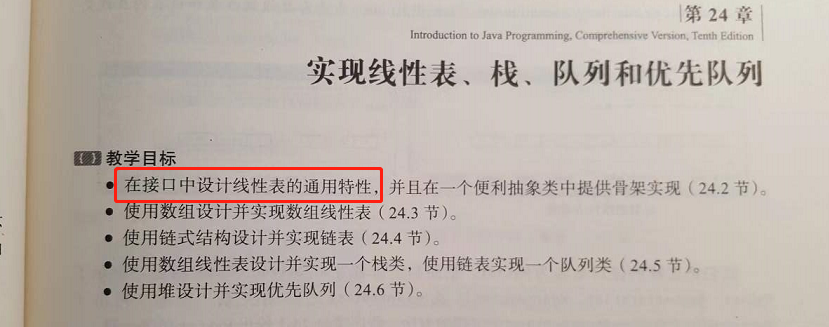 第 24 章
Introduction to Java Programming, Comprehensive Version, Tenth Edition
实现线性表、栈、队列和优先队列
教学目标
● 在接口中设计线性表的通用特性，并且在一个便利抽象类中提供骨架实现（24.2 节）。
● 使用数组设计并实现数组线性表（24.3 节）。
● 使用链式结构设计并实现链表（24.4 节）。
● 使用数组线性表设计并实现一个栈类，使用链表实现一个队列类（24.5 节）。
● 使用堆设计并实现优先队列（24.6 节）。